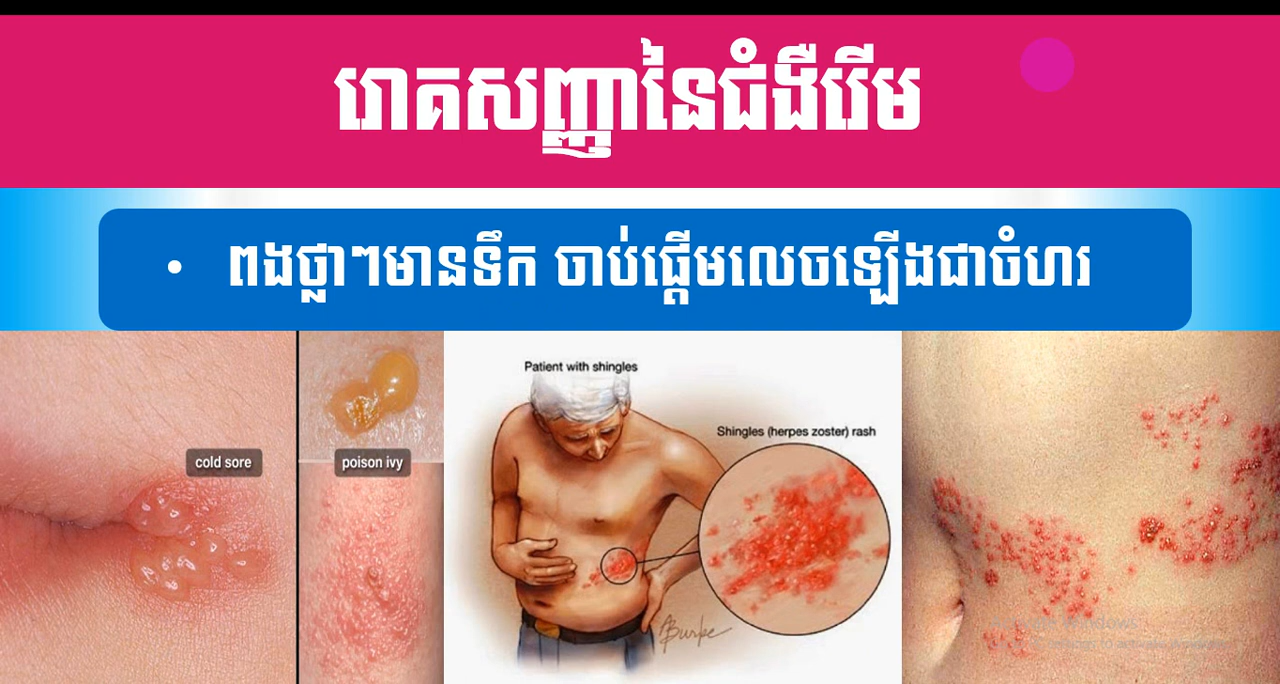 រោគសញ្ញានៃជំងឺរើម
• ពងថ្លាៗមានទឹក ចាប់ផ្ដើមលេចឡើងជាចំហរ
Patient with shingles
Shingles (herpes zoster) rash
cold sore
poison ivy
Burke